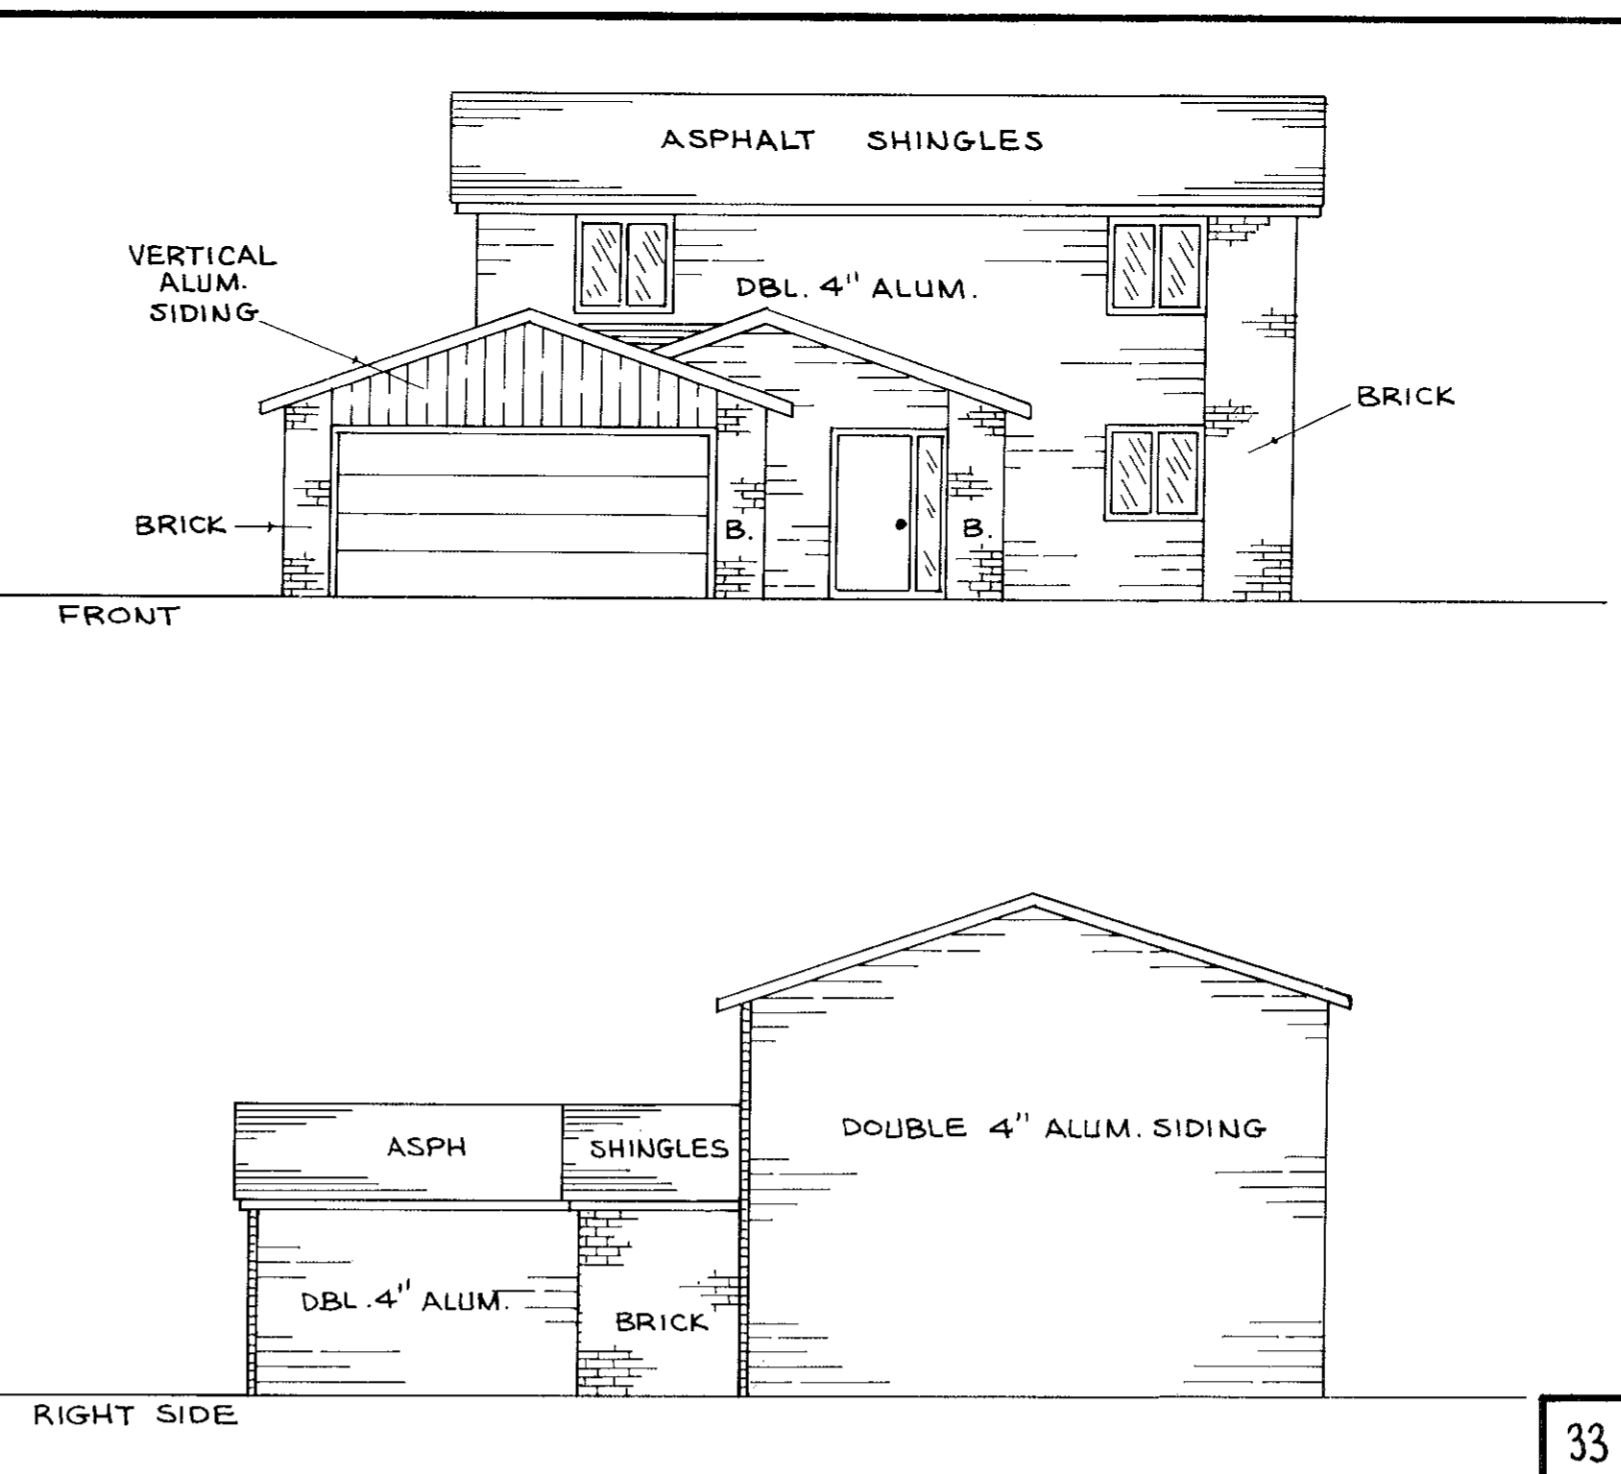 ASPHALT SHINGLES
VERTICAL
ALUM.
SIDING
DBL. 4" ALUM.
BRICK
BRICK
B.
B.
FRONT
DOUBLE 4" ALUM. SIDING
ASPH SHINGLES
DBL. 4" ALUM.
BRICK
RIGHT SIDE
33